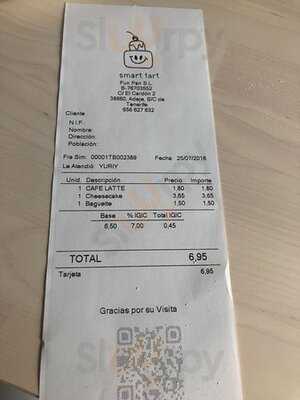 smart tart
Fun Pan S.L.
B-76703552
C/ El Cardón 2
38660, Adeje, S/C de
Tenerife
656 627 632
Cliente
N.I.F.:
Nombre:
Dirección:
Población:
Fra Sim: 00001TB002389 Fecha: 25/07/2016
Le Atendió: YURIY
Unid. Descripción Precio Importe
1 CAFE LATTE 1,80 1,80
1 Cheesecake 3,65 3,65
1 Baguette 1,50 1,50
Base % IGIC Total IGIC
6,50 7,00 0,45
TOTAL 6,95
Tarjeta 6,95
Gracias por su Visita